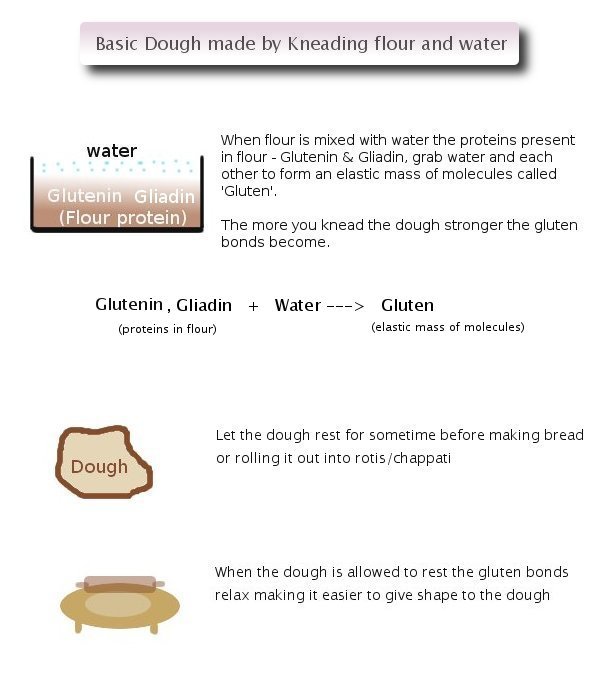 Basic Dough made by Kneading flour and water
water
Glutenin Gliadin
(Flour protein)
When flour is mixed with water the proteins present
in flour - Glutenin & Gliadin, grab water and each
other to form an elastic mass of molecules called
'Gluten'.
The more you knead the dough stronger the gluten
bonds become.
Glutenin , Gliadin + Water ---> Gluten
(proteins in flour) (elastic mass of molecules)
Dough
Let the dough rest for sometime before making bread
or rolling it out into rotis/chappati
When the dough is allowed to rest the gluten bonds
relax making it easier to give shape to the dough